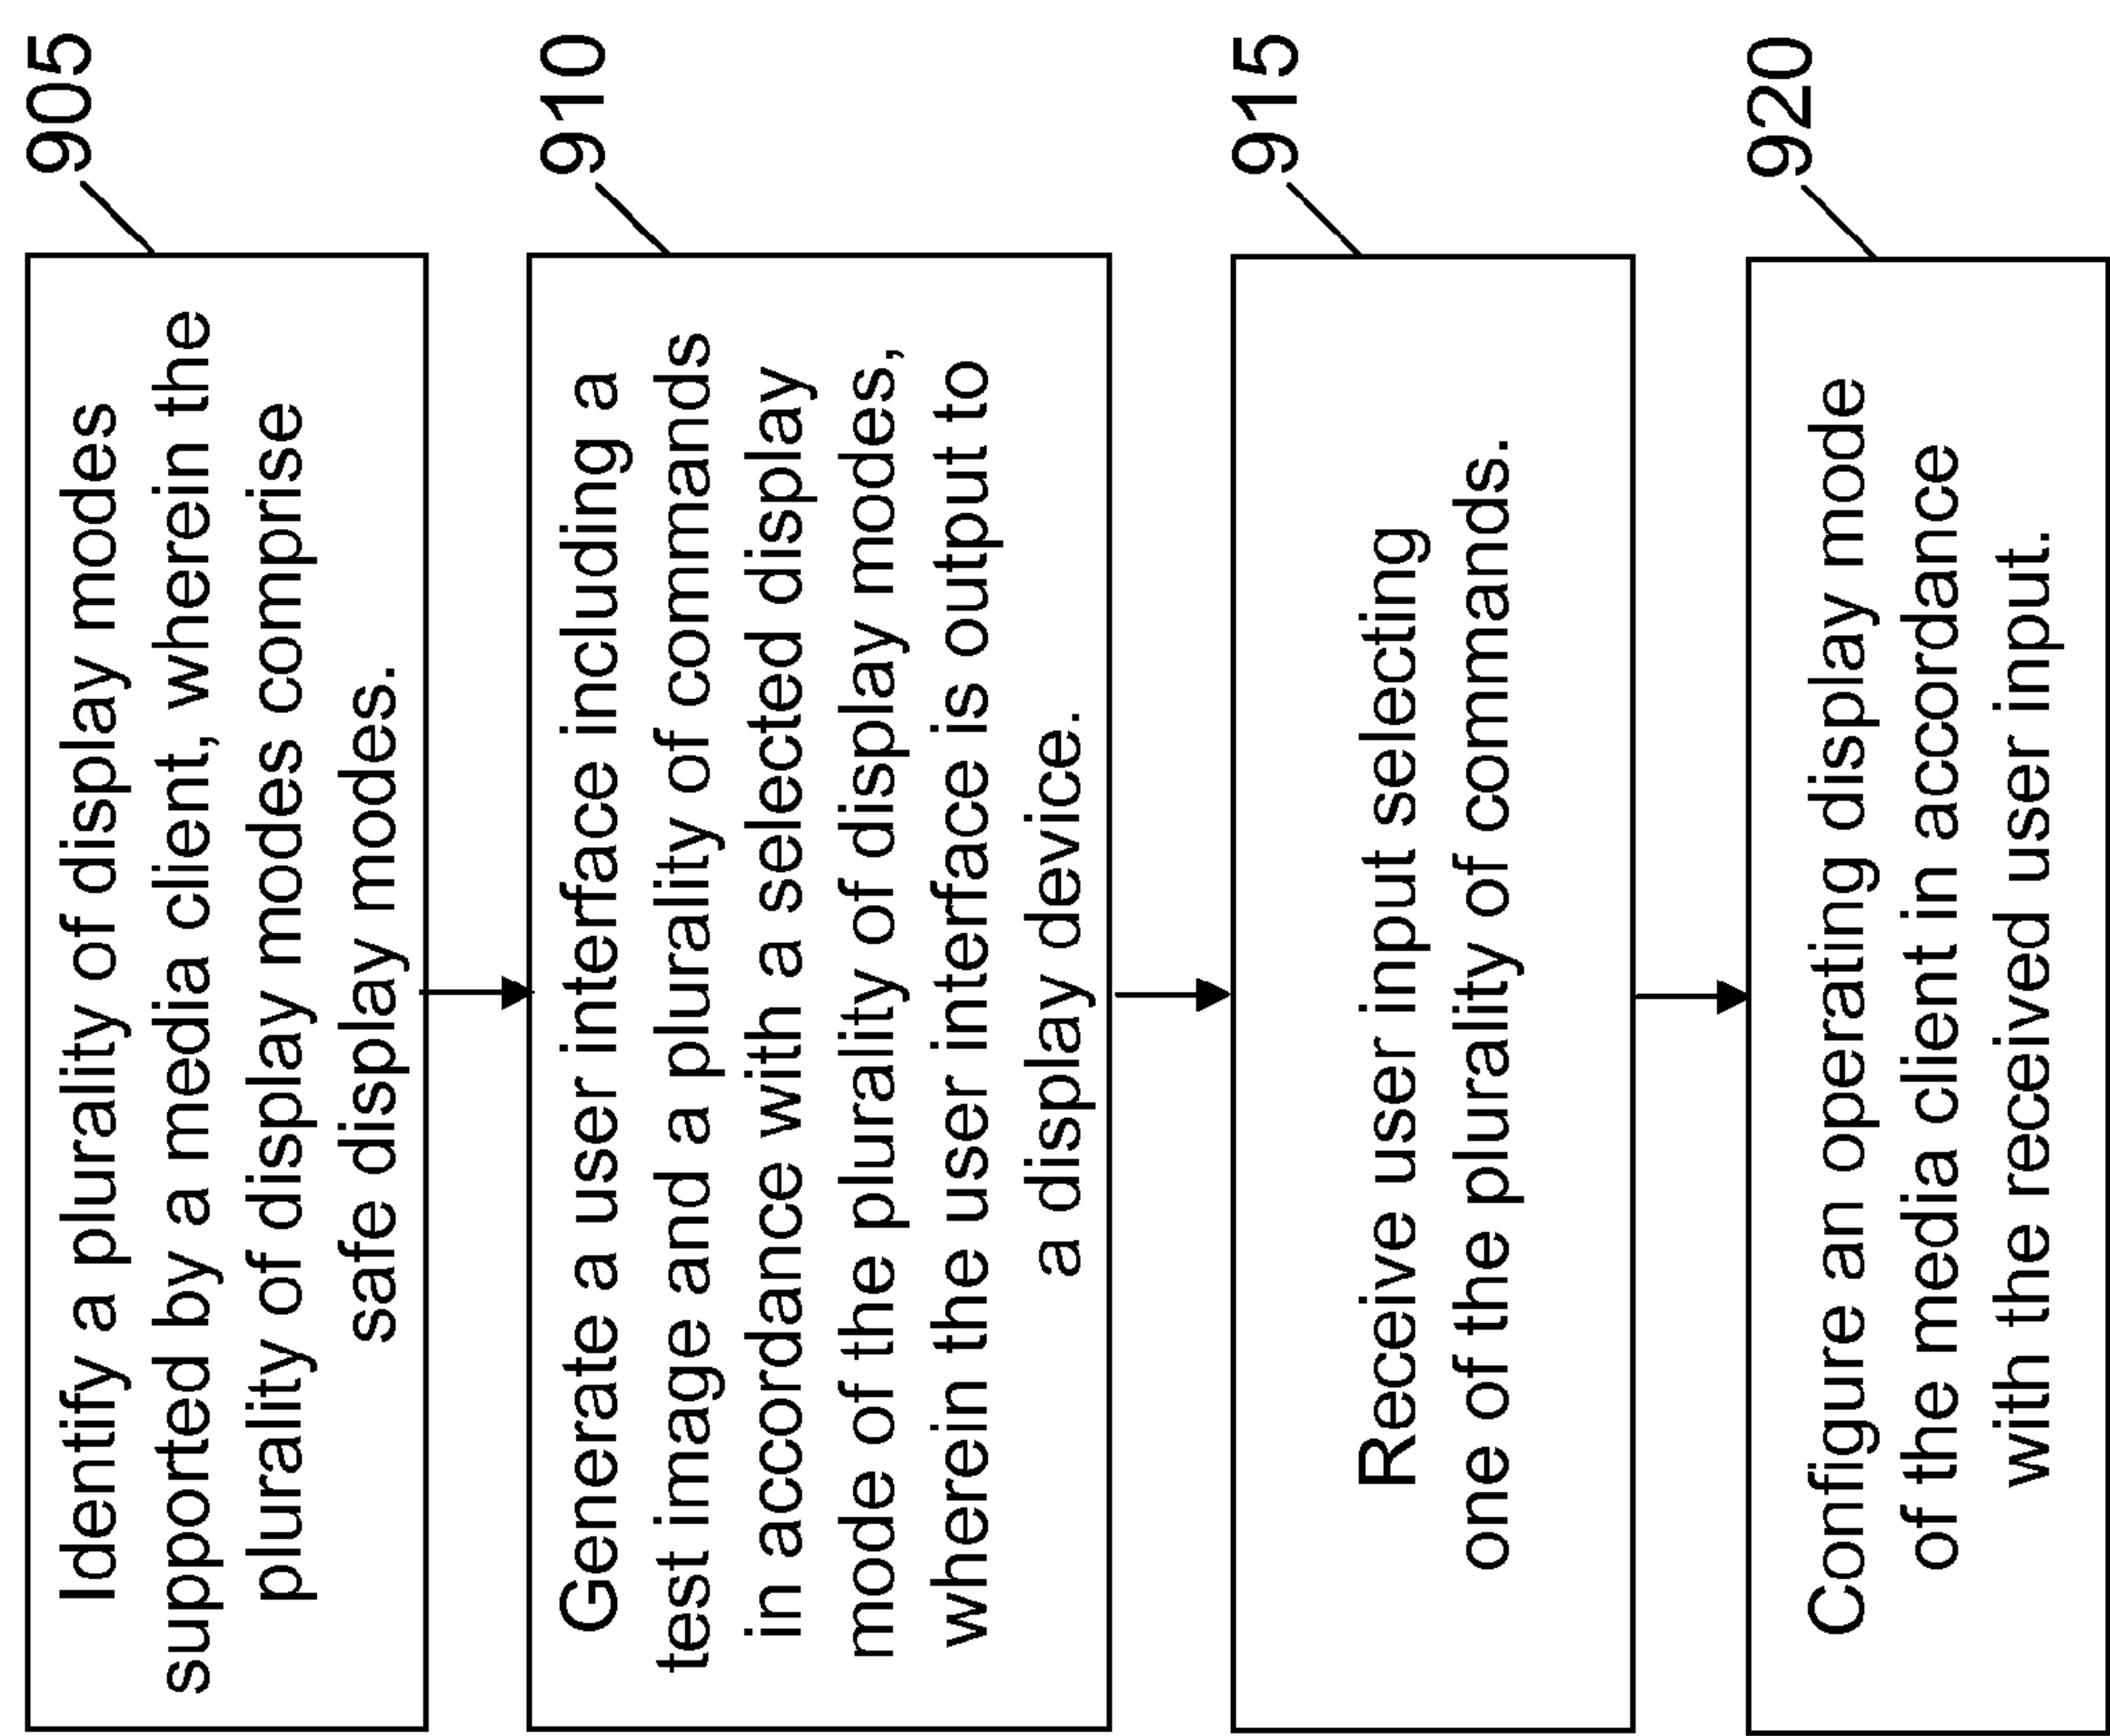 905
Identify a plurality of display modes
supported by a media client, wherein the
plurality of display modes comprise
safe display modes.
910
Generate a user interface including a
test image and a plurality of commands
in accordance with a selected display
mode of the plurality of display modes,
wherein the user interface is output to
a display device.
915
Receive user input selecting
one of the plurality of commands.
920
Configure an operating display mode
of the media client in accordance
with the received user input.